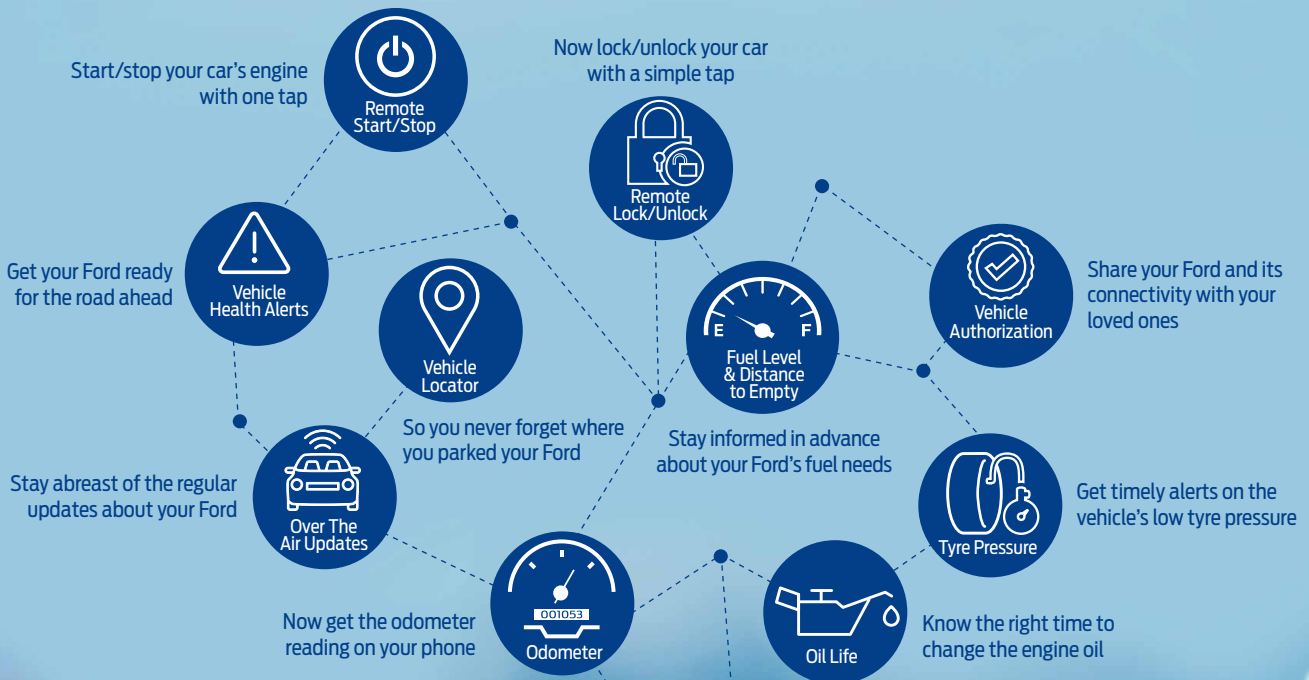 Start/stop your car's engine
with one tap
Remote
Start/Stop
Now lock/unlock your car
with a simple tap
Remote
Lock/Unlock
Get your Ford ready
for the road ahead
Vehicle
Health Alerts
Vehicle
Locator
So you never forget where
you parked your Ford
E F
Fuel Level
& Distance
to Empty
Stay informed in advance
about your Ford's fuel needs
Vehicle
Authorization
Share your Ford and its
connectivity with your
loved ones
Stay abreast of the regular
updates about your Ford
Over The
Air Updates
Tyre Pressure
Get timely alerts on the
vehicle's low tyre pressure
Now get the odometer
reading on your phone
001053
Odometer
Oil Life
Know the right time to
change the engine oil